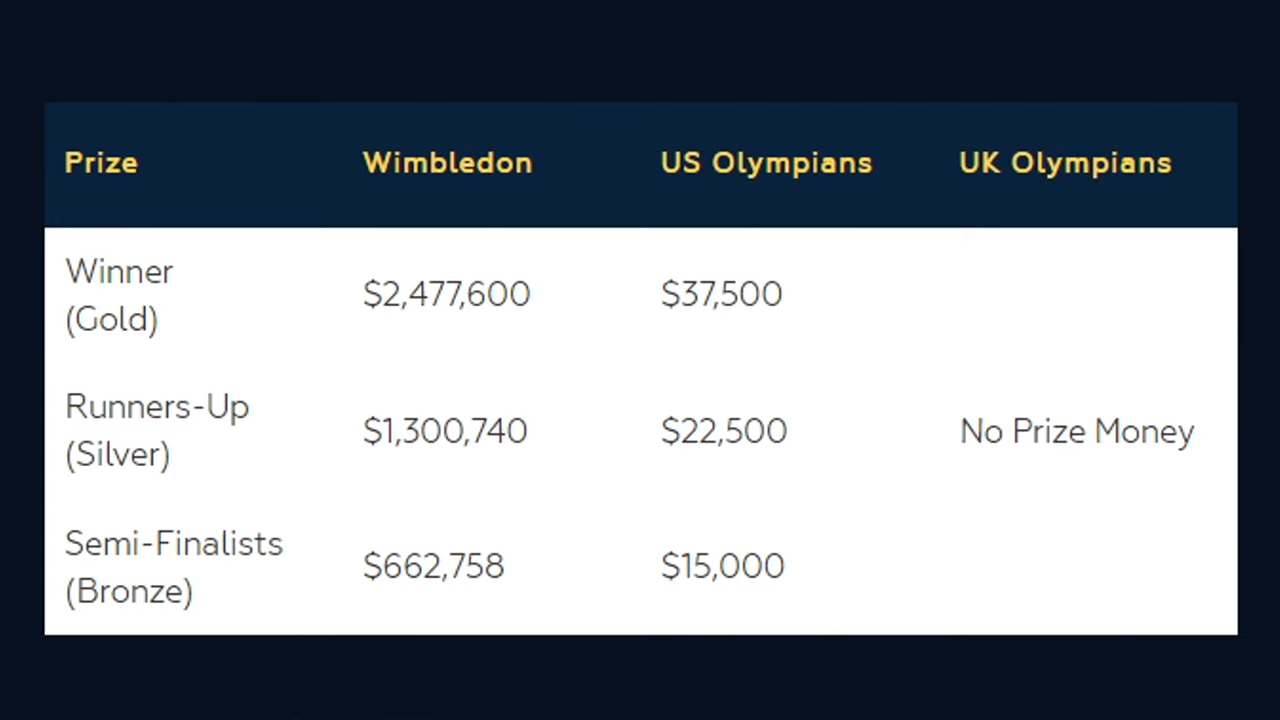 Prize Wimbledon US Olympians UK Olympians
Winner
(Gold) $2,477,600 $37,500
Runners-Up
(Silver) $1,300,740 $22,500 No Prize Money
Semi-Finalists
(Bronze) $662,758 $15,000